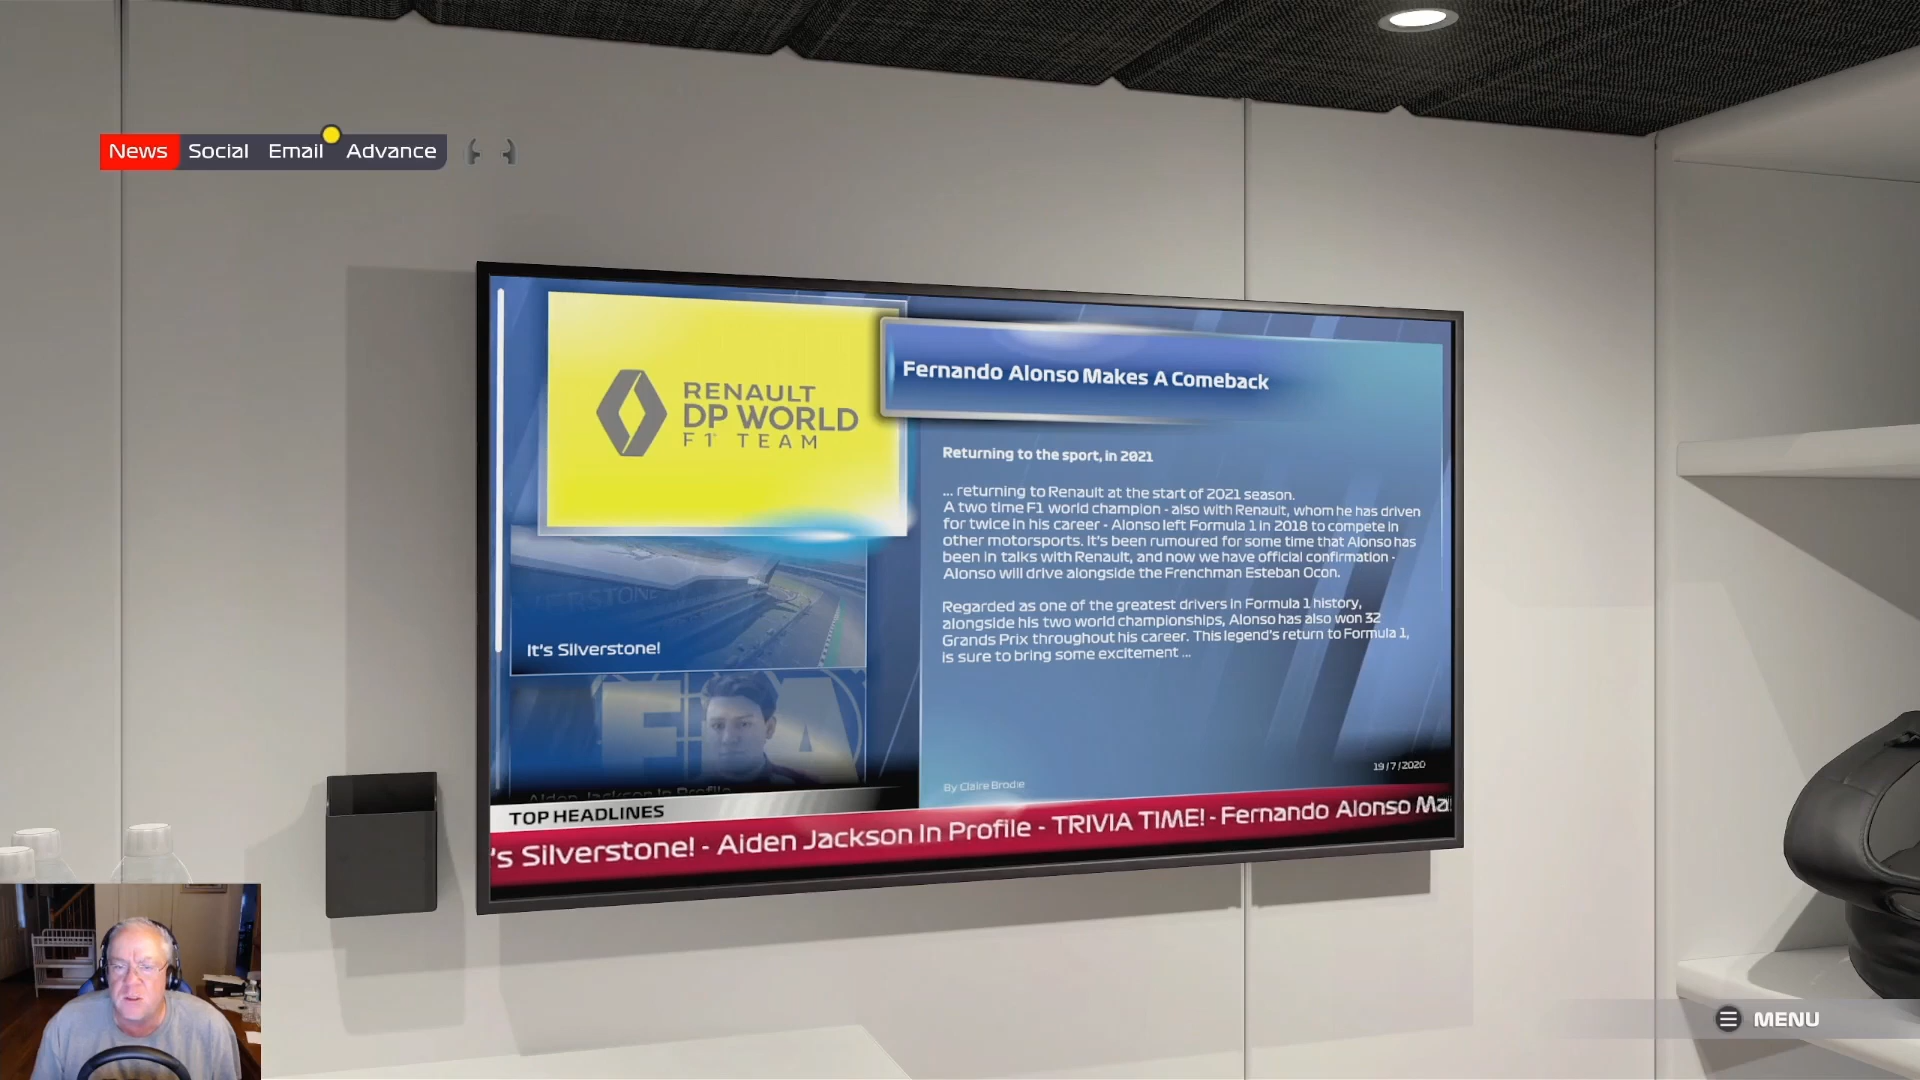 News Social Email Advance
RENAULT
DP WORLD
F1 TEAM
Fernando Alonso Makes A Comeback
Returning to the sport, in 2021
... returning to Renault at the start of 2021 season.
A two time F1 world champion - also with Renault, whom he has driven
for twice in his career - Alonso left Formula 1 in 2018 to compete in
other motorsports. It's been rumoured for some time that Alonso has
been in talks with Renault, and now we have official confirmation -
Alonso will drive alongside the Frenchman Esteban Ocon.
Regarded as one of the greatest drivers in Formula 1 history,
alongside his two world championships, Alonso has also won 32
Grands Prix throughout his career. This legend's return to Formula 1,
is sure to bring some excitement ...
It's Silverstone!
FIA
Aiden Jackson In Profile
By Claire Brodie
19/7/2020
TOP HEADLINES
's Silverstone! - Aiden Jackson In Profile - TRIVIA TIME! - Fernando Alonso Ma
MENU